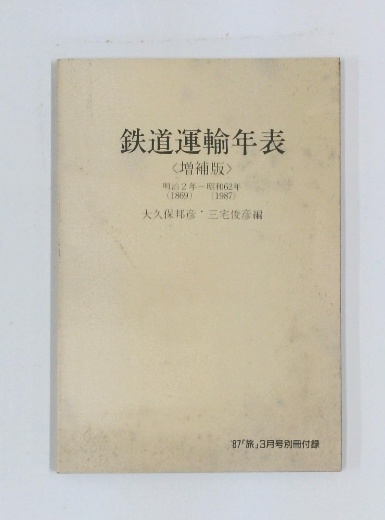 鉄道運輸年表
〈増補版〉
明治2年−昭和62年
(1869) (1987)
大久保邦彦・三宅俊彦編
'87「旅」3月号別冊付録